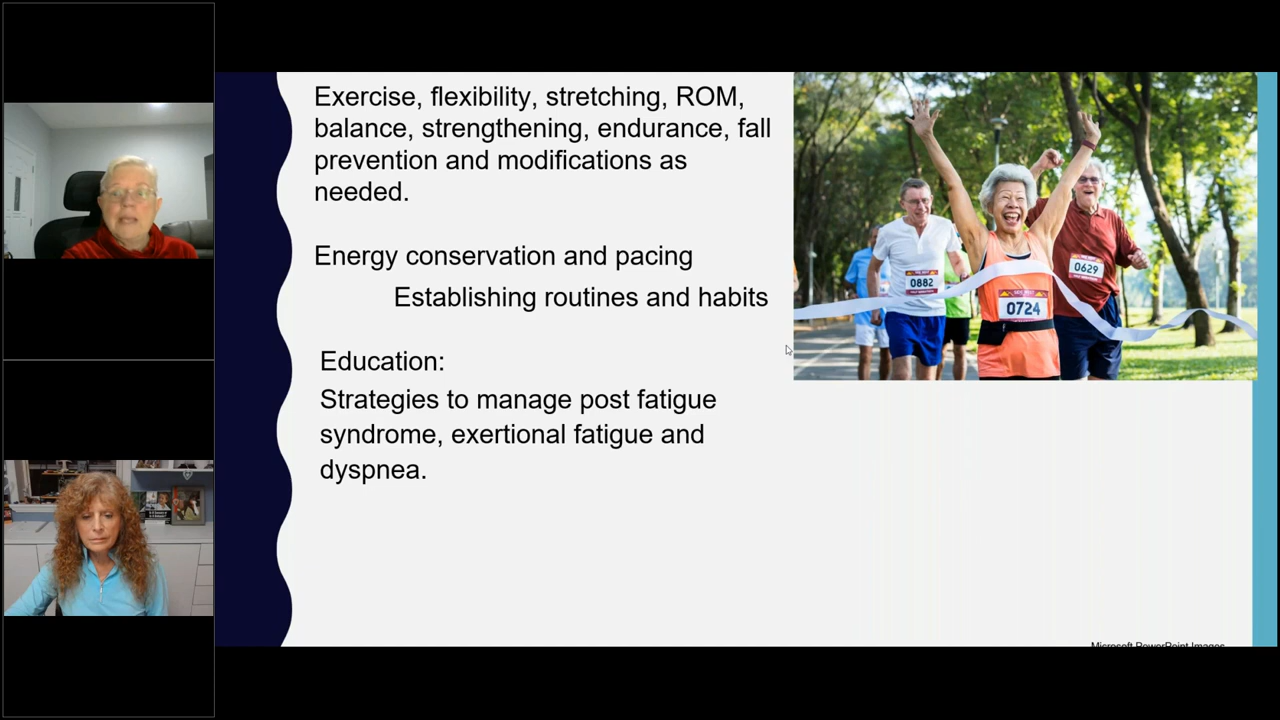 Exercise, flexibility, stretching, ROM,
balance, strengthening, endurance, fall
prevention and modifications as
needed.
Energy conservation and pacing
Establishing routines and habits
Education:
Strategies to manage post fatigue
syndrome, exertional fatigue and
dyspnea.
0882
0724
0629
Microsoft PowerPoint Images